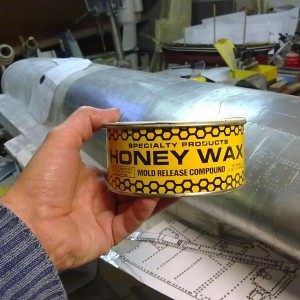 SPECIALTY PRODUCTS
HONEY WAX
MOLD RELEASE COMPOUND